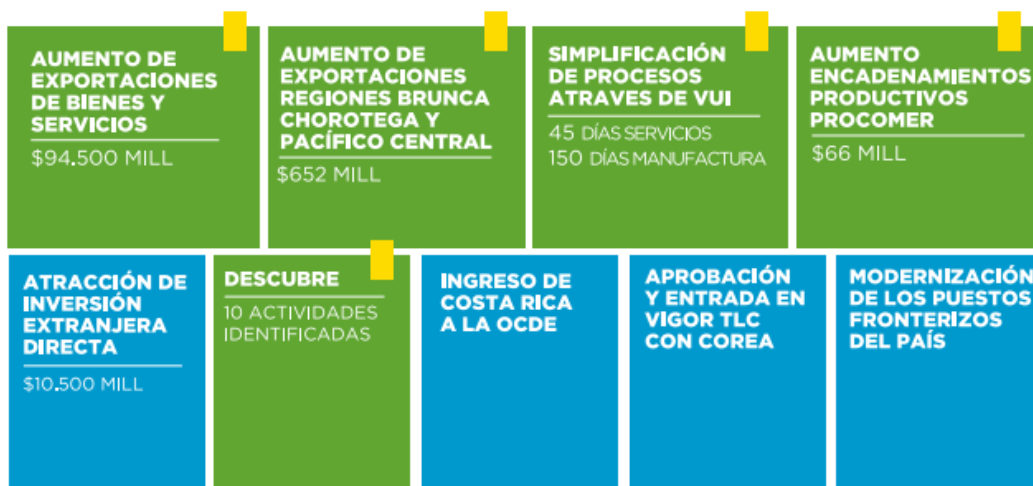 AUMENTO DE
EXPORTACIONES
DE BIENES Y
SERVICIOS
$94.500 MILL
AUMENTO DE
EXPORTACIONES
REGIONES BRUNCA
CHOROTEGA Y
PACÍFICO CENTRAL
$652 MILL
SIMPLIFICACIÓN
DE PROCESOS
ATRAVES DE VUI
45 DÍAS SERVICIOS
150 DÍAS MANUFACTURA
AUMENTO
ENCADENAMIENTOS
PRODUCTIVOS
PROCOMER
$66 MILL
ATRACCIÓN DE
INVERSIÓN
EXTRANJERA
DIRECTA
$10.500 MILL
DESCUBRE
10 ACTIVIDADES
IDENTIFICADAS
INGRESO DE
COSTA RICA
A LA OCDE
APROBACIÓN
Y ENTRADA EN
VIGOR TLC
CON COREA
MODERNIZACIÓN
DE LOS PUESTOS
FRONTERIZOS
DEL PAÍS